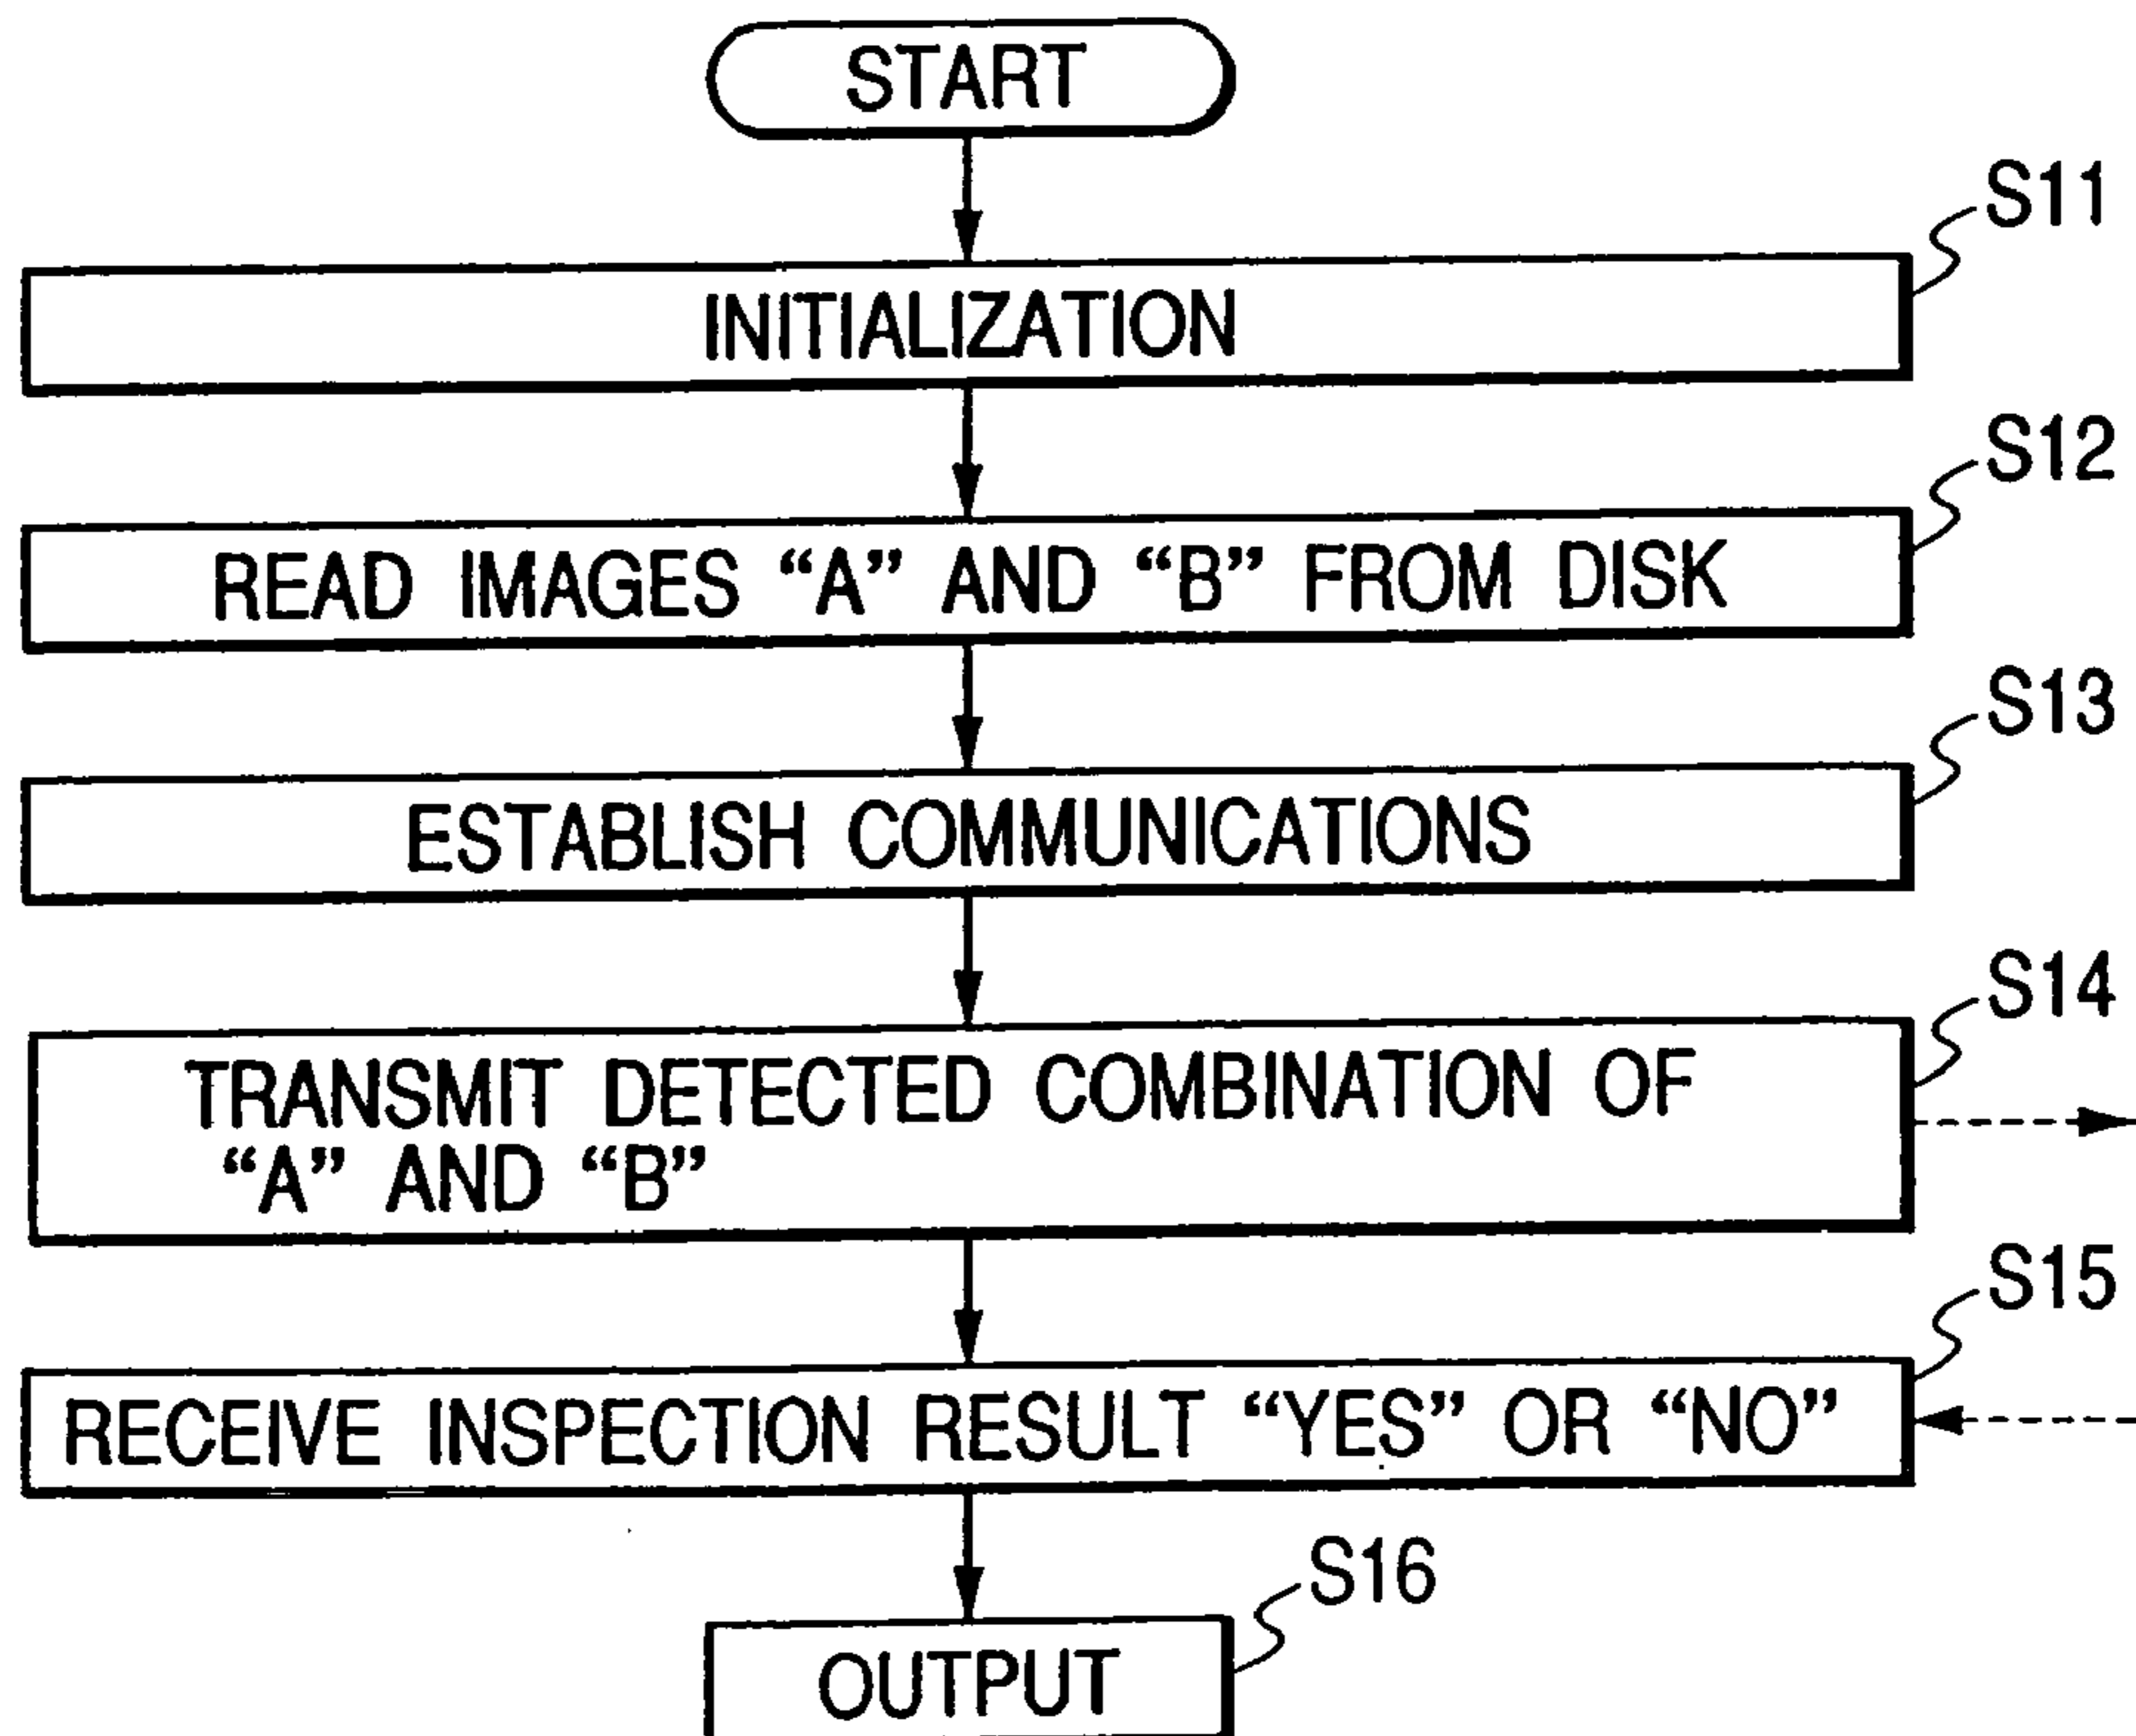 START
S11
INITIALIZATION
S12
READ IMAGES “A” AND “B” FROM DISK
S13
ESTABLISH COMMUNICATIONS
S14
TRANSMIT DETECTED COMBINATION OF
“A” AND “B”
S15
RECEIVE INSPECTION RESULT “YES” OR “NO”
S16
OUTPUT